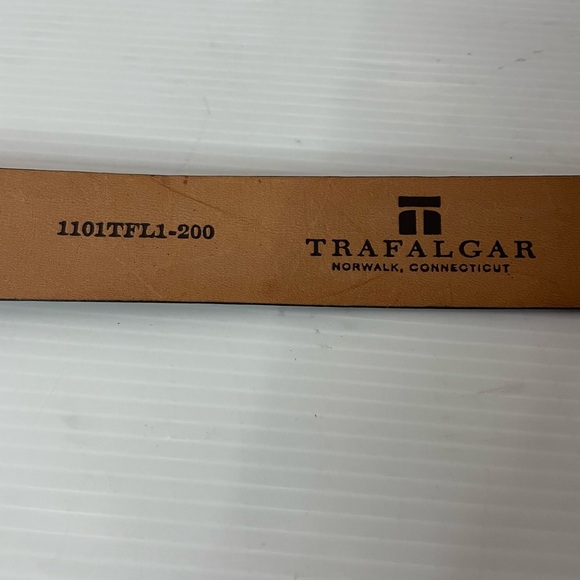 1101TFL1-200
TRAFALGAR
NORWALK, CONNECTICUT